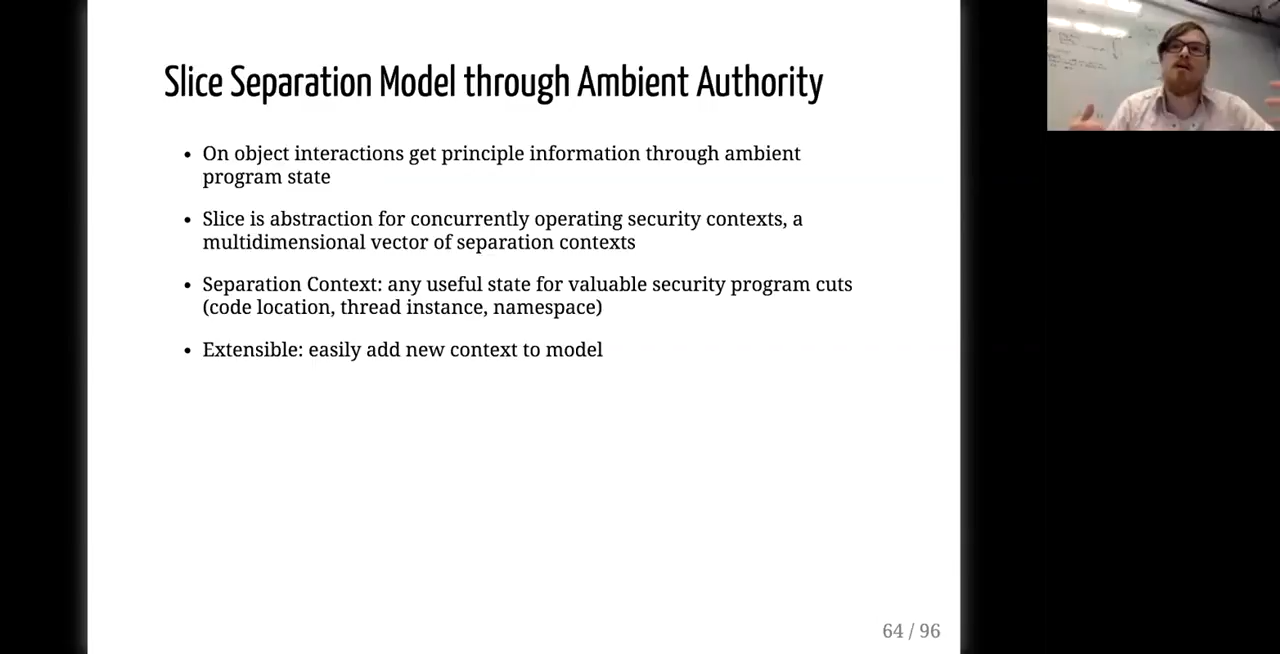 Slice Separation Model through Ambient Authority
• On object interactions get principle information through ambient
program state
• Slice is abstraction for concurrently operating security contexts, a
multidimensional vector of separation contexts
• Separation Context: any useful state for valuable security program cuts
(code location, thread instance, namespace)
• Extensible: easily add new context to model
64 / 96